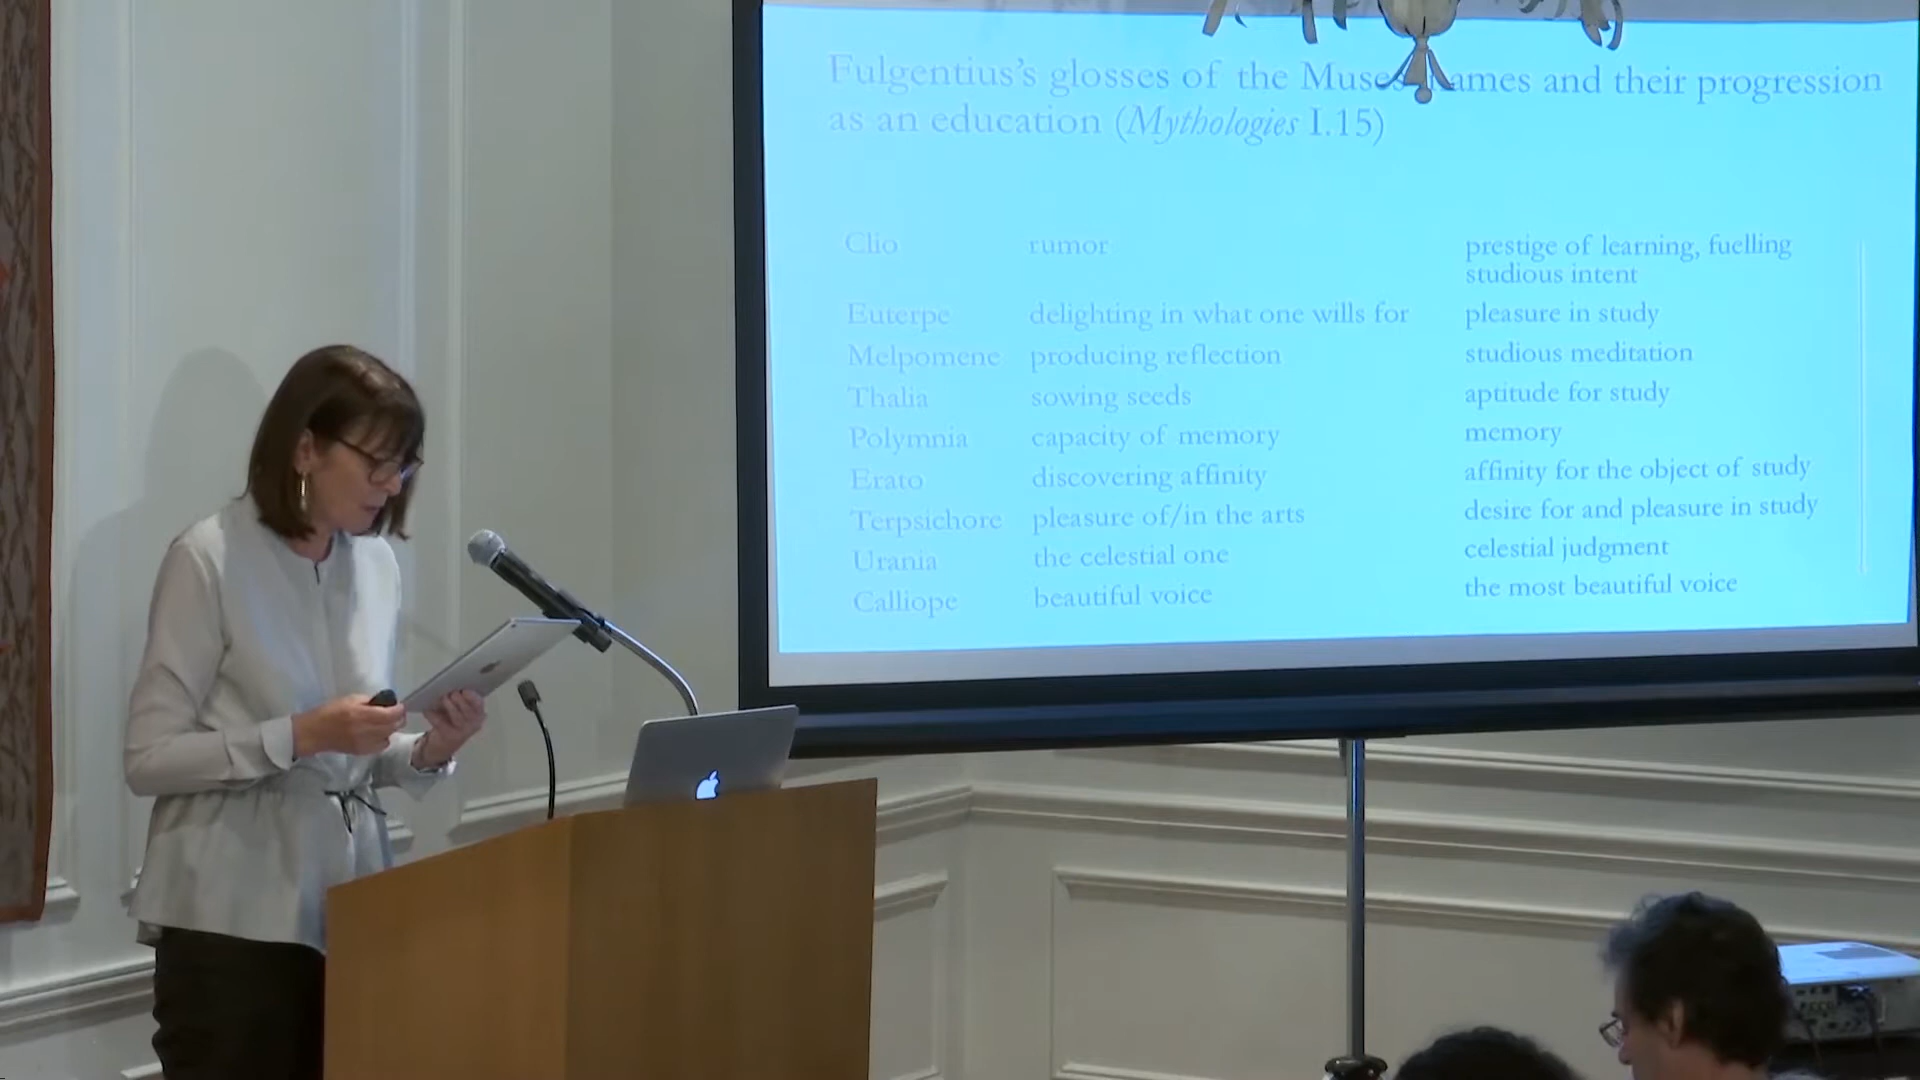 Fulgentius's glosses of the Muses' names and their progression
as an education (Mythologies I.15)
Clio rumor prestige of learning, fuelling
studious intent
Euterpe delighting in what one wills for pleasure in study
Melpomene producing reflection studious meditation
Thalia sowing seeds aptitude for study
Polymnia capacity of memory memory
Erato discovering affinity affinity for the object of study
Terpsichore pleasure of/in the arts desire for and pleasure in study
Urania the celestial one celestial judgment
Calliope beautiful voice the most beautiful voice